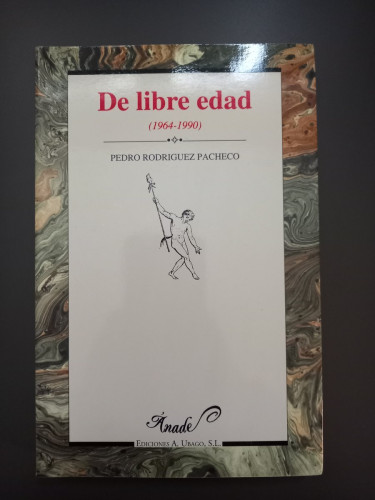 De libre edad
(1964-1990)
PEDRO RODRIGUEZ PACHECO
Ánade
EDICIONES A. UBAGO, S.L.